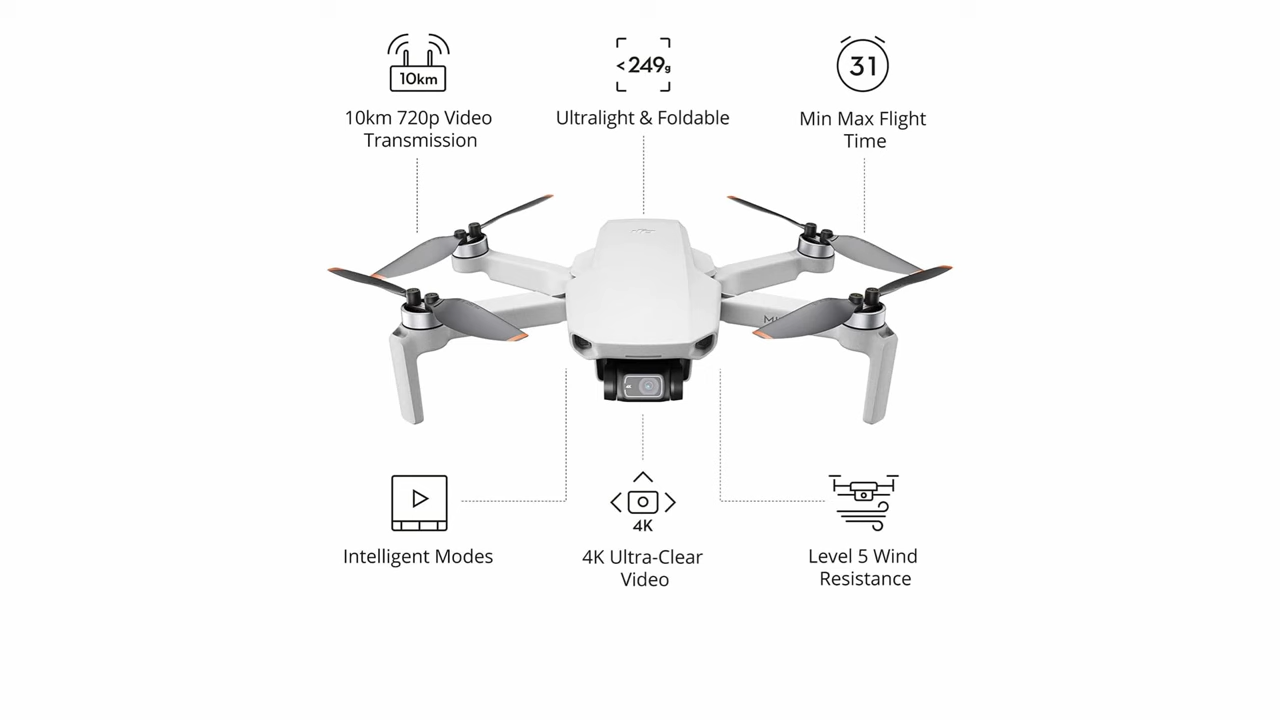 10km
<249g
31
10km 720p Video
Transmission
Ultralight & Foldable
Min Max Flight
Time
4K
Intelligent Modes
4K Ultra-Clear
Video
Level 5 Wind
Resistance